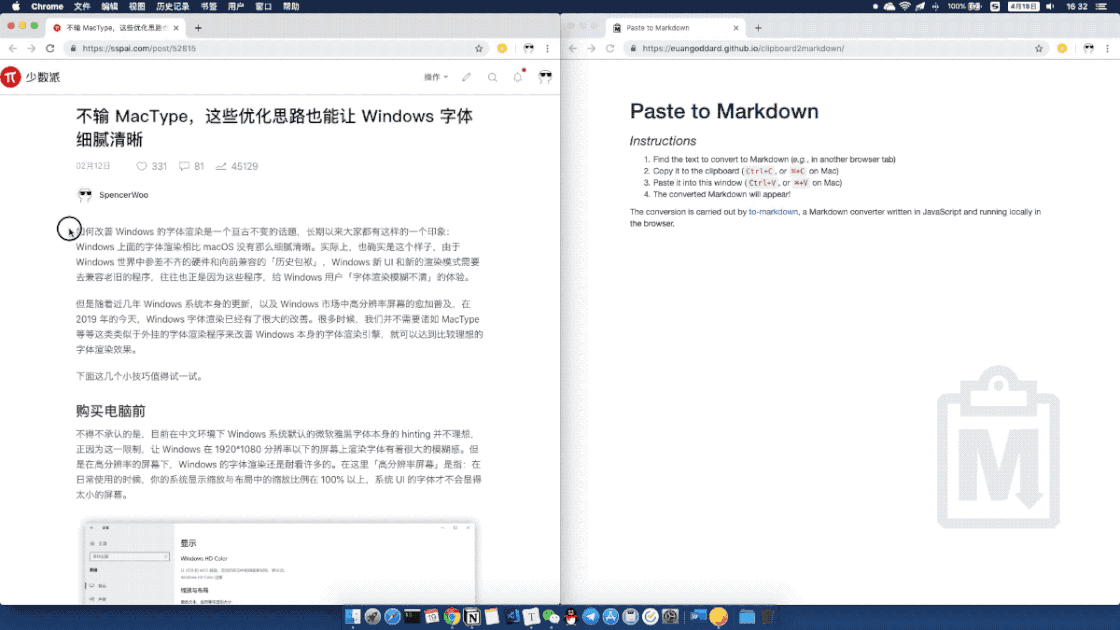 Chrome 文件 编辑 视图 历史记录 书签 用户 窗口 帮助
100% 4月19日 16 32
不输 MacType，这些优化思路也
https://sspai.com/post/52815
少数派
操作
不输 MacType，这些优化思路也能让 Windows 字体
细腻清晰
02月12日 331 81 45129
SpencerWoo
如何改善 Windows 的字体渲染是一个亘古不变的话题，长期以来大家都有这样的一个印象：
Windows 上面的字体渲染相比 macOS 没有那么细腻清晰。实际上，也确实是这个样子，由于
Windows 世界中参差不齐的硬件和向前兼容的「历史包袱」，Windows 新 UI 和新的渲染模式需要
去兼容老旧的程序，往往也正是因为这些程序，给 Windows 用户「字体渲染模糊不清」的体验。
但是随着近几年 Windows 系统本身的更新，以及 Windows 市场中高分辨率屏幕的愈加普及，在
2019 年的今天，Windows 字体渲染已经有了很大的改善。很多时候，我们并不需要诸如 MacType
等等这类类似于外挂的字体渲染程序来改善 Windows 本身的字体渲染引擎，就可以达到比较理想的
字体渲染效果。
下面这几个小技巧值得试一试。
购买电脑前
不得不承认的是，目前在中文环境下 Windows 系统默认的微软雅黑字体本身的 hinting 并不理想，
正因为这一限制，让 Windows 在 1920*1080 分辨率以下的屏幕上渲染字体有着很大的模糊感。但
是在高分辨率的屏幕下，Windows 的字体渲染还是耐看许多的。在这里「高分辨率屏幕」是指：在
日常使用的时候，你的系统显示缩放与布局中的缩放比例在 100% 以上，系统 UI 的字体才不会显得
太小的屏幕。
显示
Windows HD Color
缩放与布局
Paste to Markdown
https://euangoddard.github.io/clipboard2markdown/
Paste to Markdown
Instructions
1. Find the text to convert to Markdown (e.g., in another browser tab)
2. Copy it to the clipboard (Ctrl+C, or ⌘+C on Mac)
3. Paste it into this window (Ctrl+V, or ⌘+V on Mac)
4. The converted Markdown will appear!
The conversion is carried out by to-markdown, a Markdown converter written in JavaScript and running locally in
the browser.